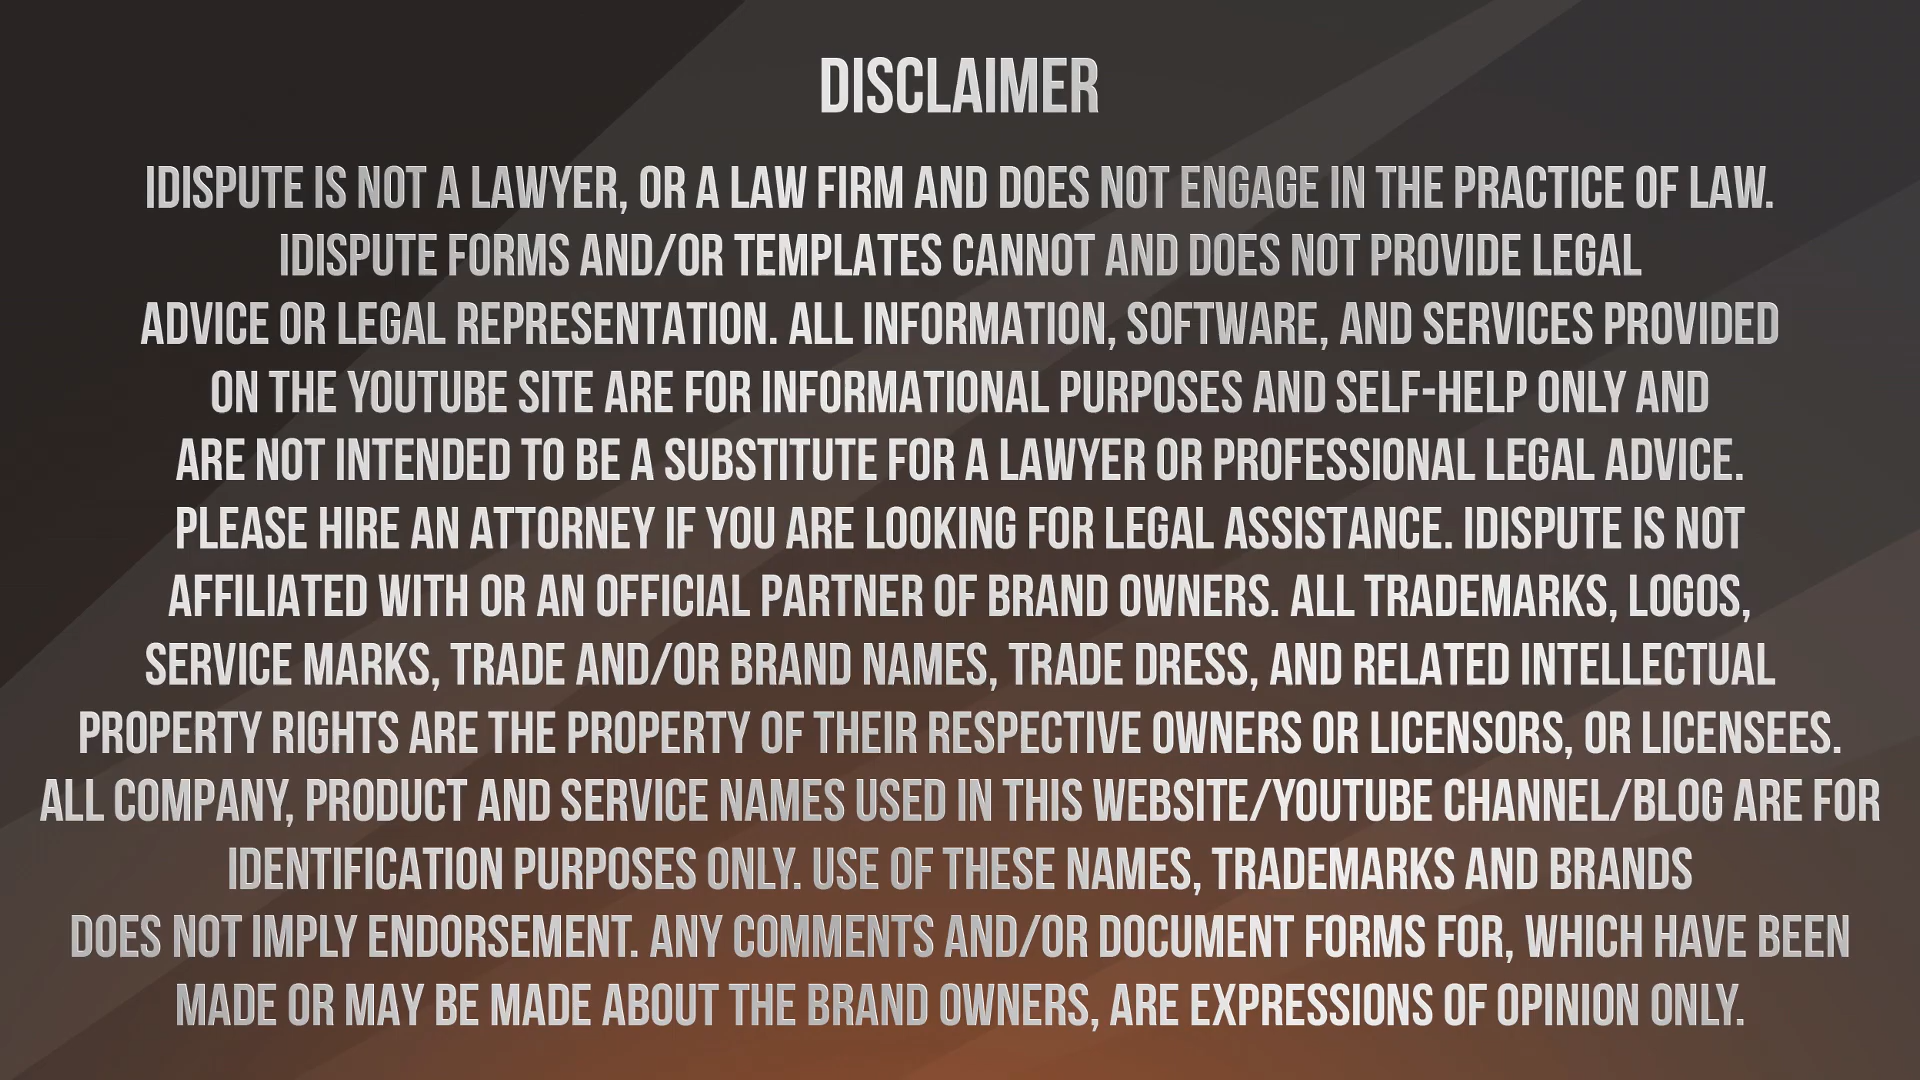 DISCLAIMER
IDISPUTE IS NOT A LAWYER, OR A LAW FIRM AND DOES NOT ENGAGE IN THE PRACTICE OF LAW.
IDISPUTE FORMS AND/OR TEMPLATES CANNOT AND DOES NOT PROVIDE LEGAL
ADVICE OR LEGAL REPRESENTATION. ALL INFORMATION, SOFTWARE, AND SERVICES PROVIDED
ON THE YOUTUBE SITE ARE FOR INFORMATIONAL PURPOSES AND SELF-HELP ONLY AND
ARE NOT INTENDED TO BE A SUBSTITUTE FOR A LAWYER OR PROFESSIONAL LEGAL ADVICE.
PLEASE HIRE AN ATTORNEY IF YOU ARE LOOKING FOR LEGAL ASSISTANCE. IDISPUTE IS NOT
AFFILIATED WITH OR AN OFFICIAL PARTNER OF BRAND OWNERS. ALL TRADEMARKS, LOGOS,
SERVICE MARKS, TRADE AND/OR BRAND NAMES, TRADE DRESS, AND RELATED INTELLECTUAL
PROPERTY RIGHTS ARE THE PROPERTY OF THEIR RESPECTIVE OWNERS OR LICENSORS, OR LICENSEES.
ALL COMPANY, PRODUCT AND SERVICE NAMES USED IN THIS WEBSITE/YOUTUBE CHANNEL/BLOG ARE FOR
IDENTIFICATION PURPOSES ONLY. USE OF THESE NAMES, TRADEMARKS AND BRANDS
DOES NOT IMPLY ENDORSEMENT. ANY COMMENTS AND/OR DOCUMENT FORMS FOR, WHICH HAVE BEEN
MADE OR MAY BE MADE ABOUT THE BRAND OWNERS, ARE EXPRESSIONS OF OPINION ONLY.